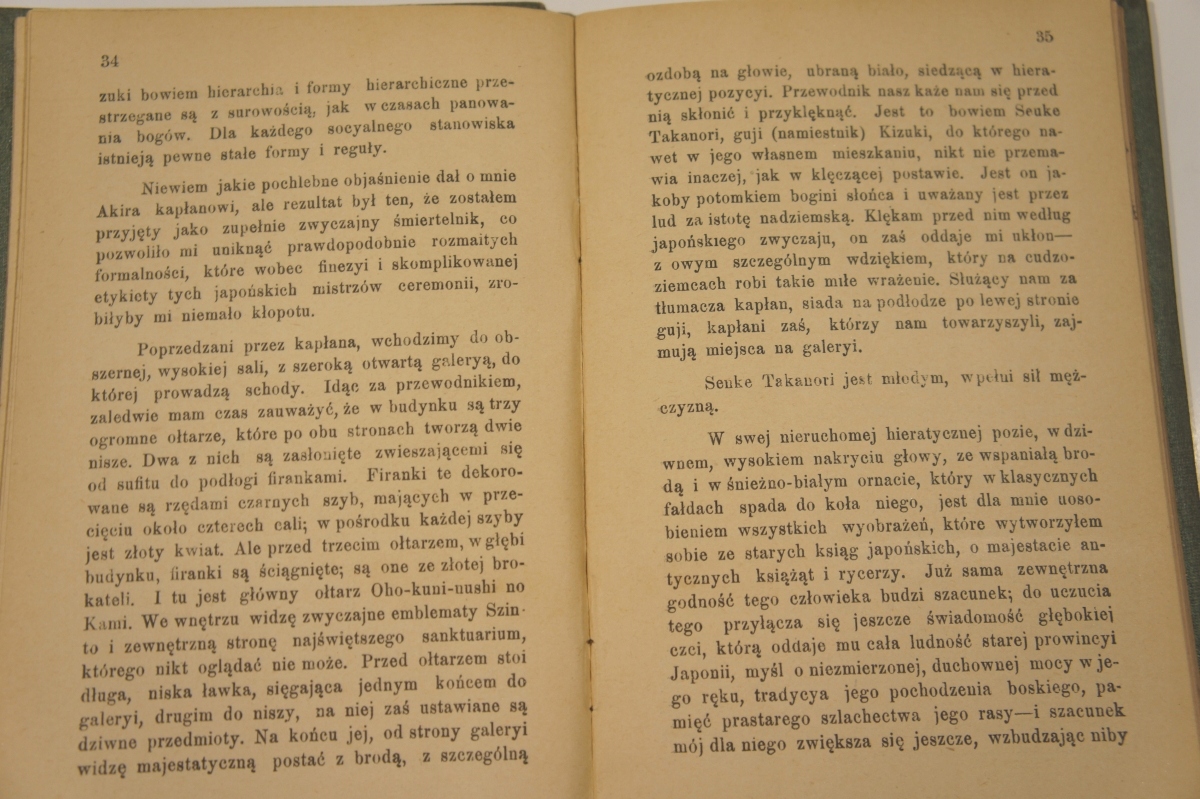 34
zuki bowiem hierarchia i formy hierarchiczne prze-
strzegane są z surowością, jak w czasach panowa-
nia bogów. Dla każdego socyalnego stanowiska
istnieją pewne stałe formy i reguły.
Niewiem jakie pochlebne objaśnienie dał o mnie
Akira kapłanowi, ale rezultat był ten, że zostałem
przyjęty jako zupełnie zwyczajny śmiertelnik, co
pozwoliło mi uniknąć prawdopodobnie rozmaitych
formalności, które wobec finezyi i skomplikowanej
etykiety tych japońskich mistrzów ceremonii, zro-
biłyby mi niemało kłopotu.
Poprzedzani przez kapłana, wchodzimy do ob-
szernej, wysokiej sali, z szeroką otwartą galeryą, do
której prowadzą schody. Idąc za przewodnikiem,
zaledwie mam czas zauważyć, że w budynku są trzy
ogromne ołtarze, które po obu stronach tworzą dwie
nisze. Dwa z nich są zasłonięte zwieszającemi się
od sufitu do podłogi firankami. Firanki te dekoro-
wane są rzędami czarnych szyb, mających w prze-
cięciu około czterech cali; w pośrodku każdej szyby
jest złoty kwiat. Ale przed trzecim ołtarzem, w głębi
budynku, firanki są ściągnięte; są one ze złotej bro-
kateli. I tu jest główny ołtarz Oho-kuni-nushi no
Kami. We wnętrzu widzę zwyczajne emblematy Szin-
to i zewnętrzną stronę najświętszego sanktuarium,
którego nikt oglądać nie może. Przed ołtarzem stoi
długa, niska ławka, sięgająca jednym końcem do
galeryi, drugim do niszy, na niej zaś ustawiane są
dziwne przedmioty. Na końcu jej, od strony galeryi
widzę majestatyczną postać z brodą, z szczególną
35
ozdobą na głowie, ubraną biało, siedzącą w hiera-
tycznej pozycyi. Przewodnik nasz każe nam się przed
nią skłonić i przyklęknąć. Jest to bowiem Senke
Takanori, guji (namiestnik) Kizuki, do którego na-
wet w jego własnem mieszkaniu, nikt nie przema-
wia inaczej, jak w klęczącej postawie. Jest on ja-
koby potomkiem bogini słońca i uważany jest przez
lud za istotę nadziemską. Klękam przed nim według
japońskiego zwyczaju, on zaś oddaje mi ukłon—
z owym szczególnym wdziękiem, który na cudzo-
ziemcach robi takie miłe wrażenie. Służący nam za
tłumacza kapłan, siada na podłodze po lewej stronie
guji, kapłani zaś, którzy nam towarzyszyli, zaj-
mują miejsca na galeryi.
Senke Takanori jest młodym, w pełni sił męż-
czyzną.
W swej nieruchomej hieratycznej pozie, w dzi-
wnem, wysokiem nakryciu głowy, ze wspaniałą bro-
dą i w śnieżno-białym ornacie, który w klasycznych
fałdach spada do koła niego, jest dla mnie uoso-
bieniem wszystkich wyobrażeń, które wytworzyłem
sobie ze starych ksiąg japońskich, o majestacie an-
tycznych książąt i rycerzy. Już sama zewnętrzna
godność tego człowieka budzi szacunek; do uczucia
tego przyłącza się jeszcze świadomość głębokiej
czci, którą oddaje mu cała ludność starej prowincyi
Japonii, myśl o niezmierzonej, duchownej mocy w je-
go ręku, tradycya jego pochodzenia boskiego, pa-
mięć prastarego szlachectwa jego rasy—i szacunek
mój dla niego zwiększa się jeszcze, wzbudzając niby